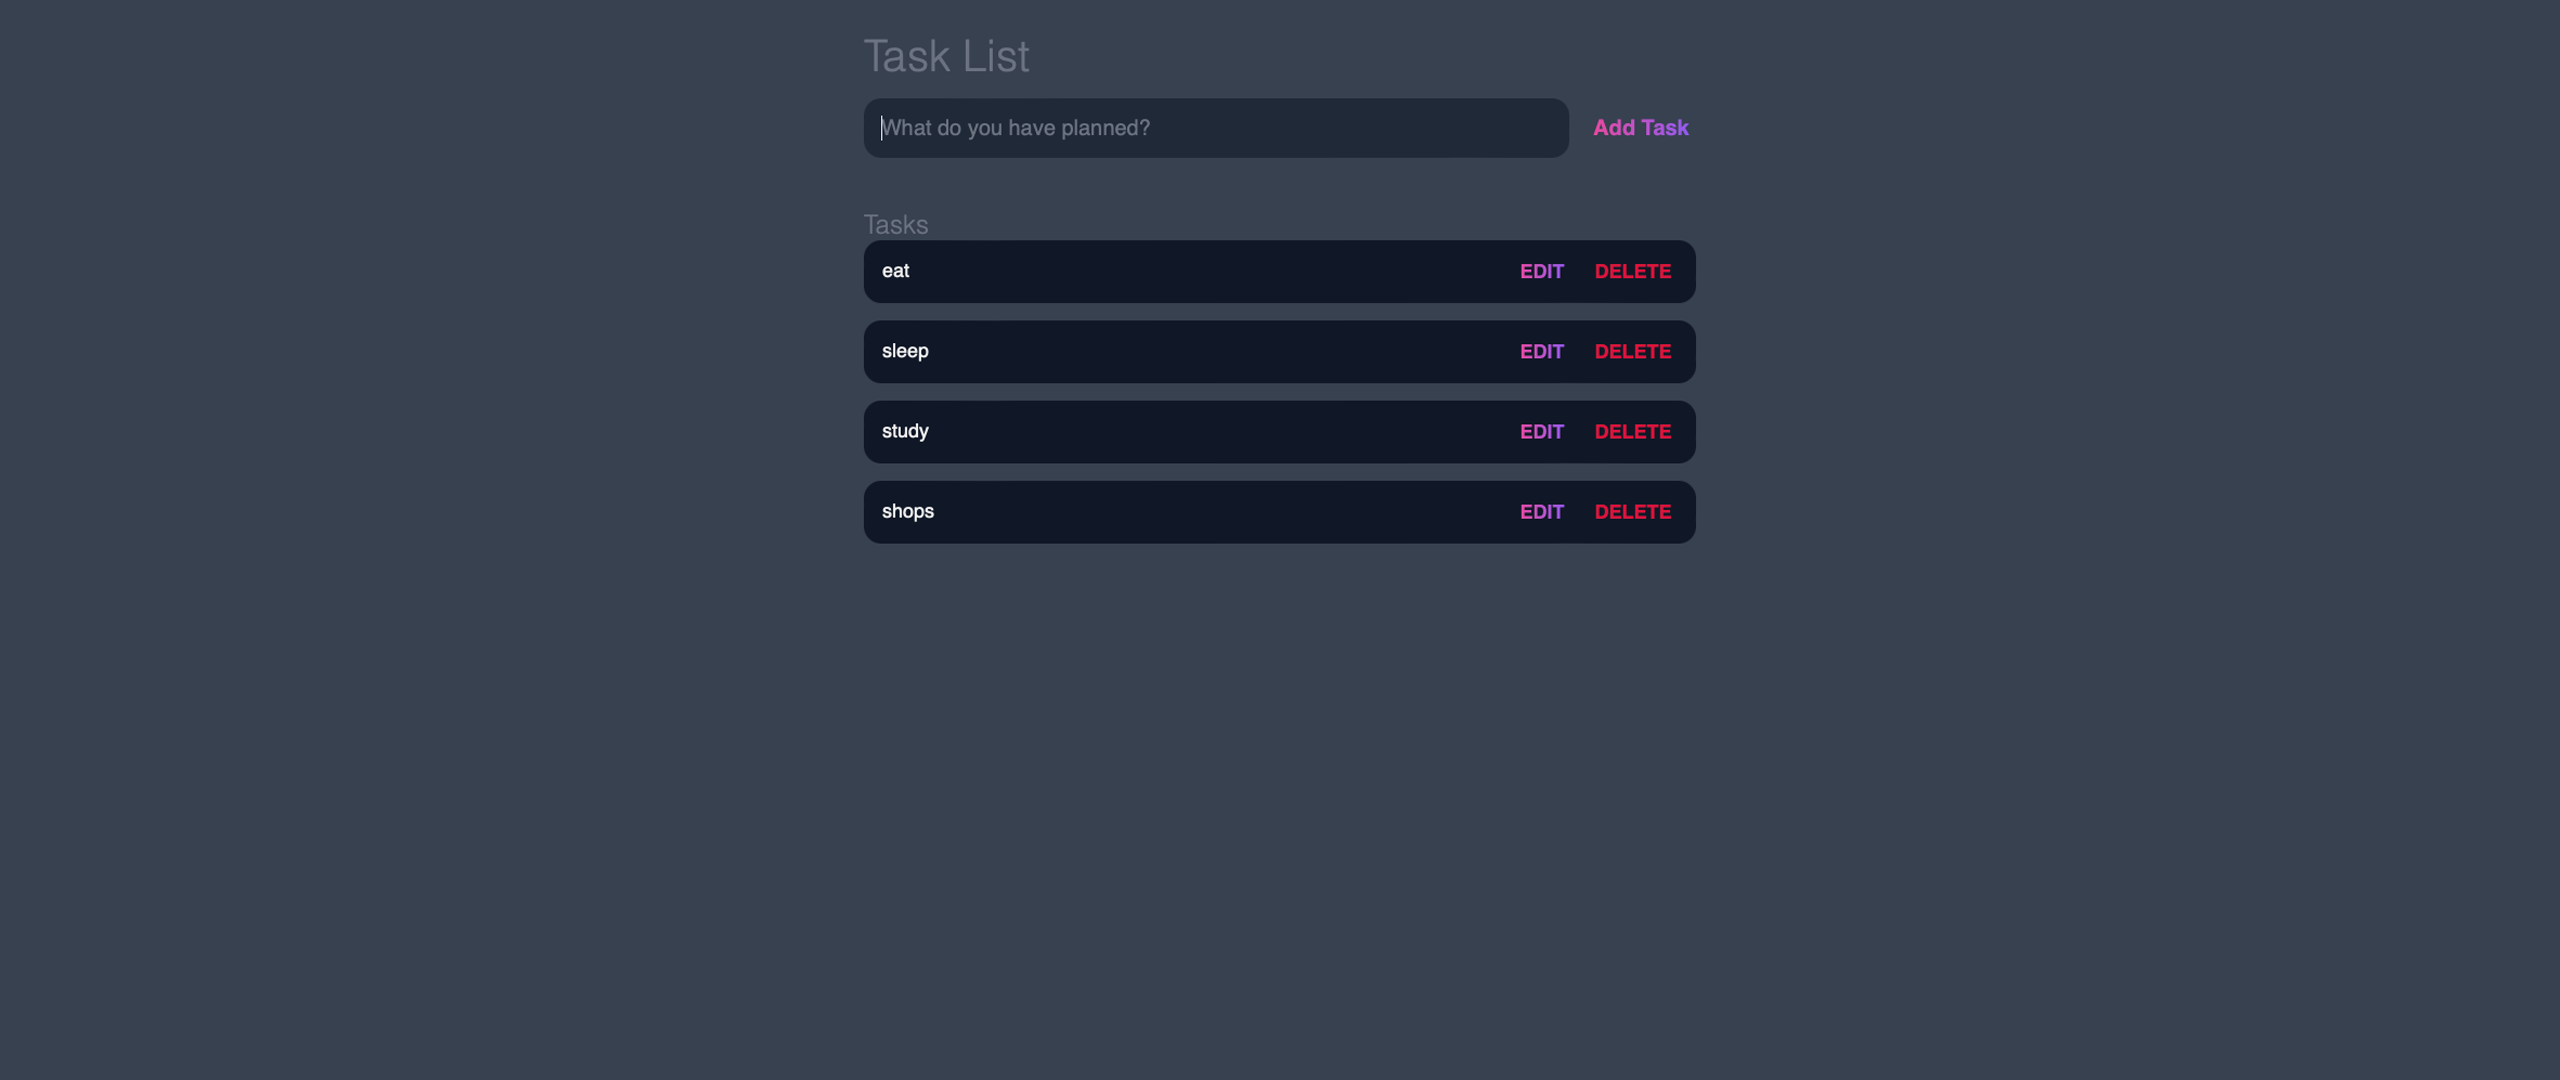 Task List
What do you have planned? Add Task
Tasks
eat EDIT DELETE
sleep EDIT DELETE
study EDIT DELETE
shops EDIT DELETE